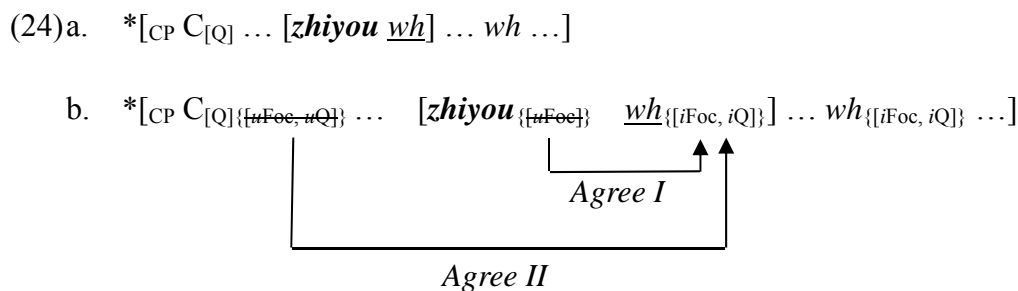 (24) a. *[CP C[Q] … [zhiyou wh] … wh …]
b. *[CP C[Q]{[uFoc, uQ]} … [zhiyou{[uFoc]} wh{[iFoc, iQ]}] … wh{[iFoc, iQ]} …]
Agree I
Agree II